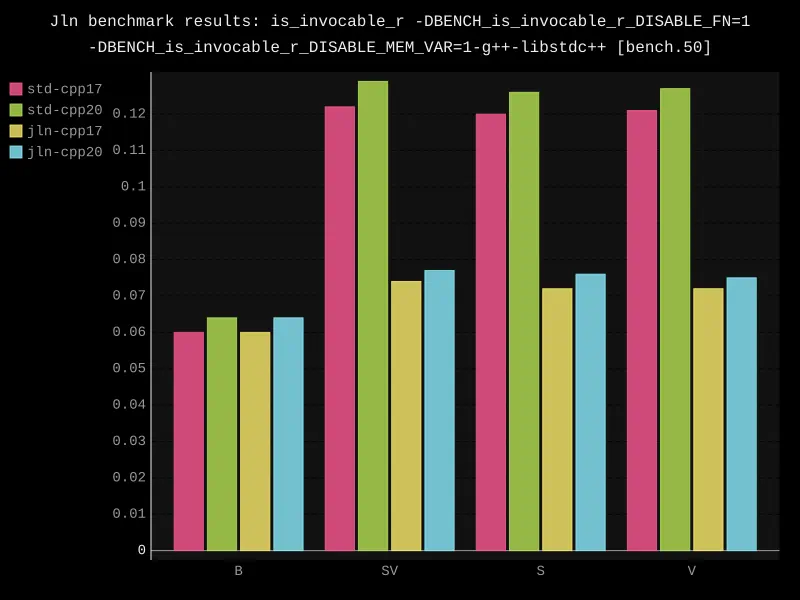 Jln benchmark results: is_invocable_r -DBENCH_is_invocable_r_DISABLE_FN=1
-DBENCH_is_invocable_r_DISABLE_MEM_VAR=1-g++-libstdc++ [bench.50]
std-cpp17
std-cpp20
jln-cpp17
jln-cpp20
0.12
0.11
0.1
0.09
0.08
0.07
0.06
0.05
0.04
0.03
0.02
0.01
0
B SV S V